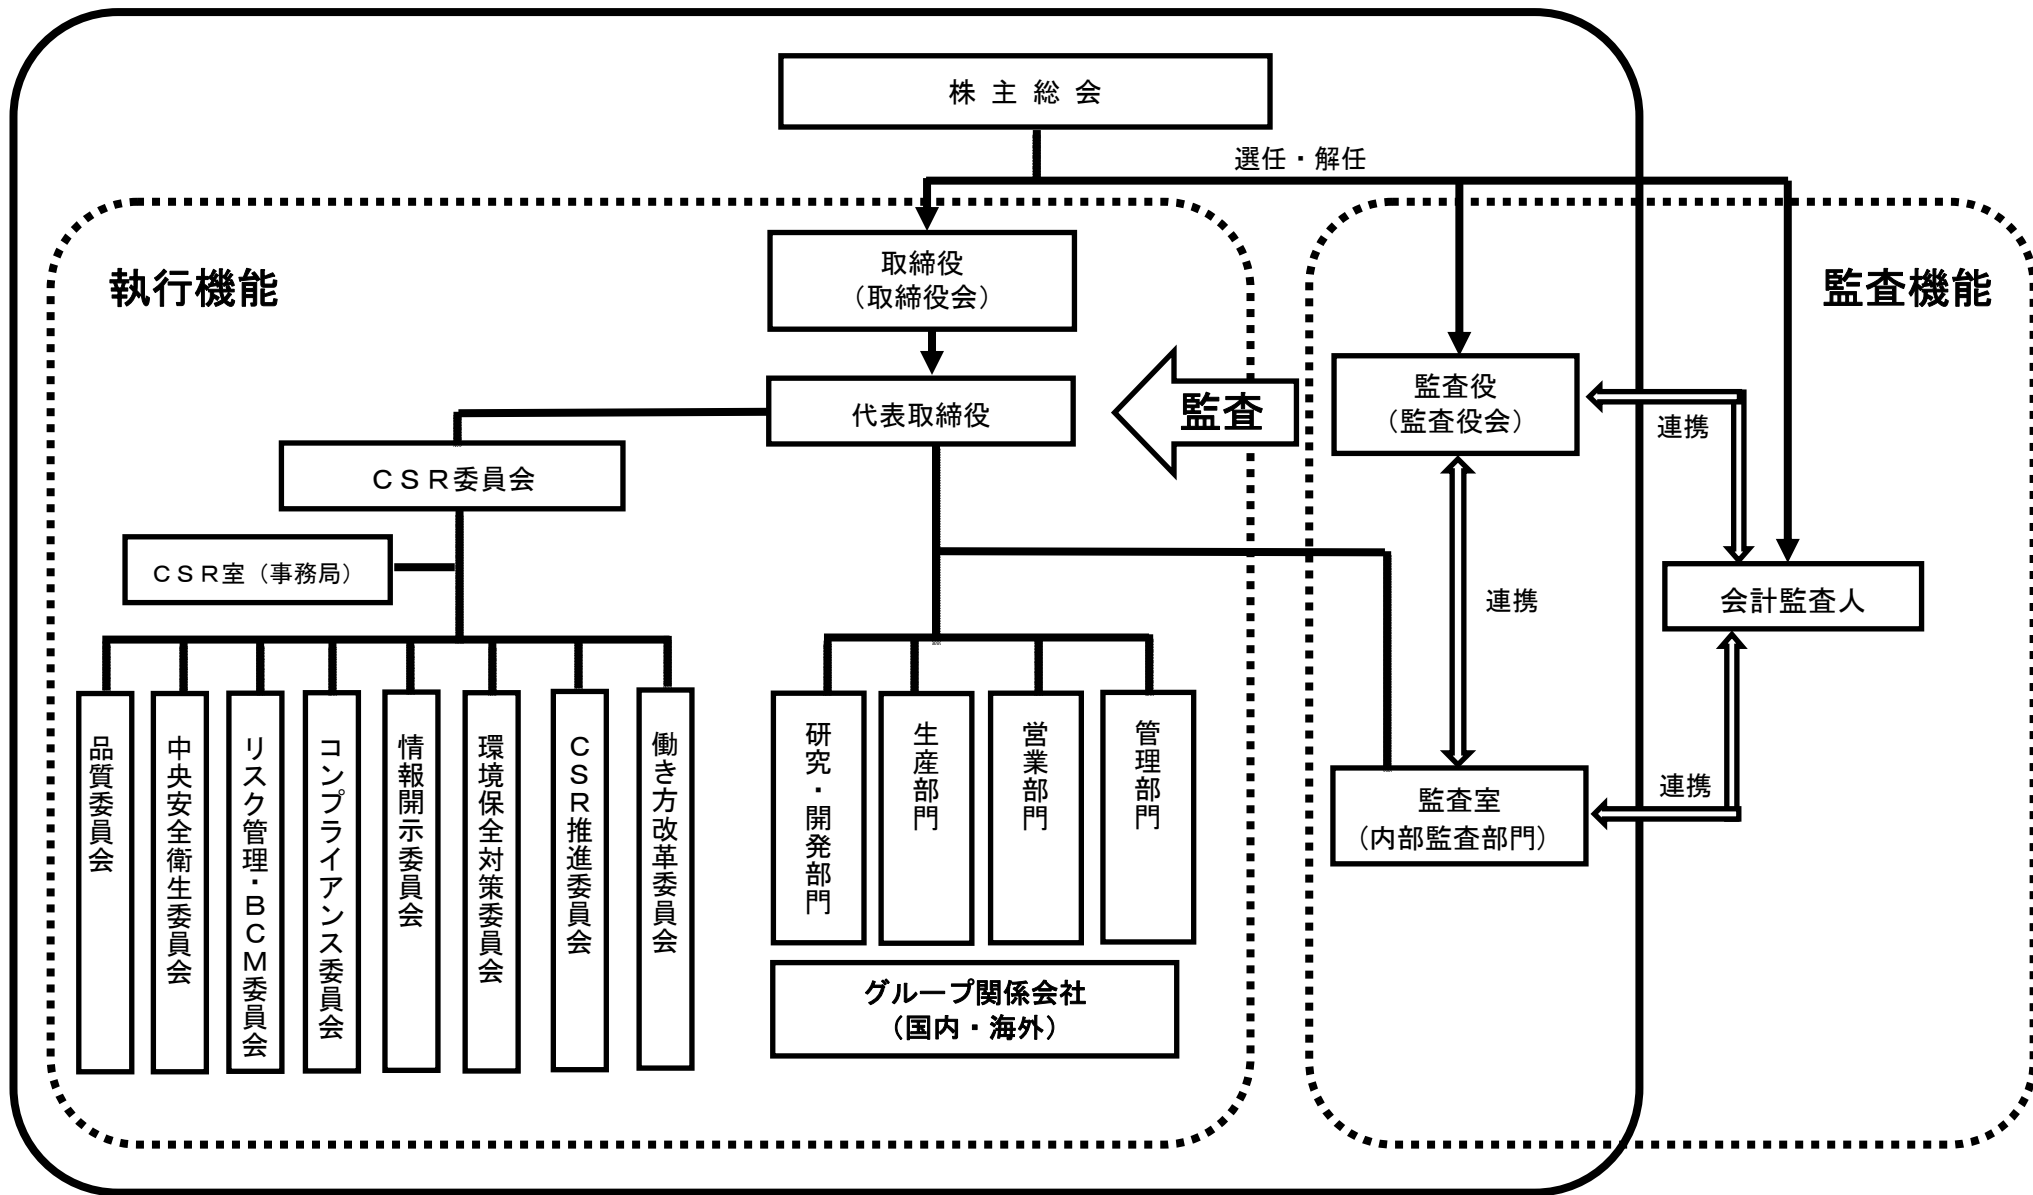 株主総会
選任・解任
執行機能
監査機能
取締役
（取締役会）
代表取締役
監査
監査役
（監査役会）
連携
ＣＳＲ委員会
ＣＳＲ室（事務局）
連携
会計監査人
品質委員会
中央安全衛生委員会
リスク管理・ＢＣＭ委員会
コンプライアンス委員会
情報開示委員会
環境保全対策委員会
ＣＳＲ推進委員会
働き方改革委員会
研究・開発部門
生産部門
営業部門
管理部門
グループ関係会社
（国内・海外）
監査室
（内部監査部門）
連携